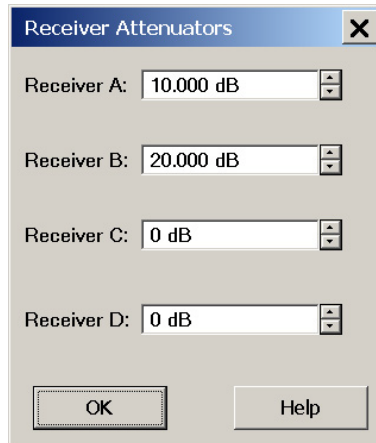 Receiver Attenuators
Receiver A: 10.000 dB
Receiver B: 20.000 dB
Receiver C: 0 dB
Receiver D: 0 dB
OK Help